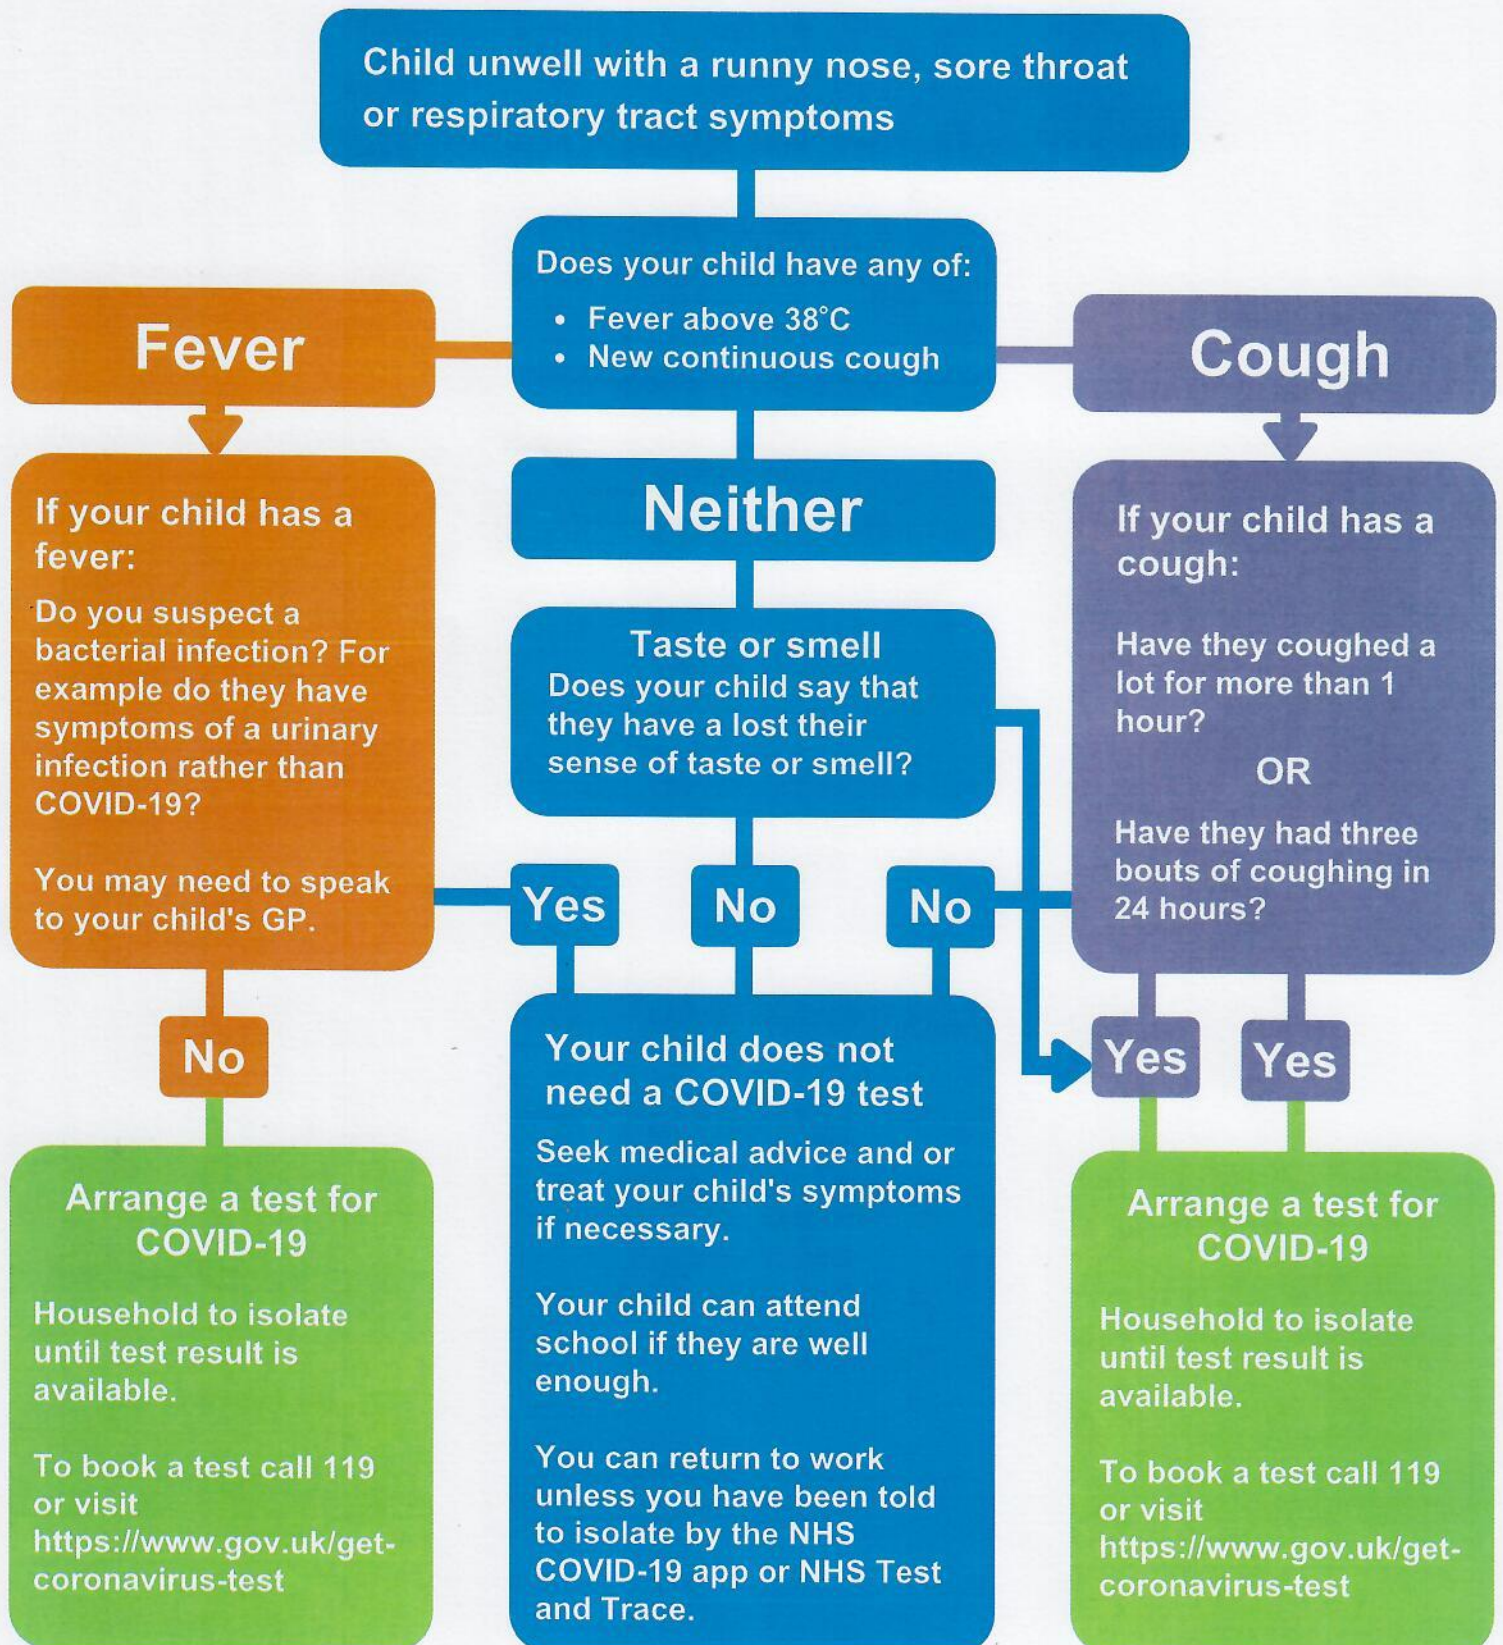 Child unwell with a runny nose, sore throat
or respiratory tract symptoms
Does your child have any of:
• Fever above 38°C
• New continuous cough
Fever
Cough
Neither
If your child has a
fever:
Do you suspect a
bacterial infection? For
example do they have
symptoms of a urinary
infection rather than
COVID-19?
You may need to speak
to your child's GP.
Taste or smell
Does your child say that
they have a lost their
sense of taste or smell?
If your child has a
cough:
Have they coughed a
lot for more than 1
hour?
OR
Have they had three
bouts of coughing in
24 hours?
Yes
No
No
No
Yes
Yes
Arrange a test for
COVID-19
Household to isolate
until test result is
available.
To book a test call 119
or visit
https://www.gov.uk/get-
coronavirus-test
Your child does not
need a COVID-19 test
Seek medical advice and or
treat your child's symptoms
if necessary.
Your child can attend
school if they are well
enough.
You can return to work
unless you have been told
to isolate by the NHS
COVID-19 app or NHS Test
and Trace.
Arrange a test for
COVID-19
Household to isolate
until test result is
available.
To book a test call 119
or visit
https://www.gov.uk/get-
coronavirus-test